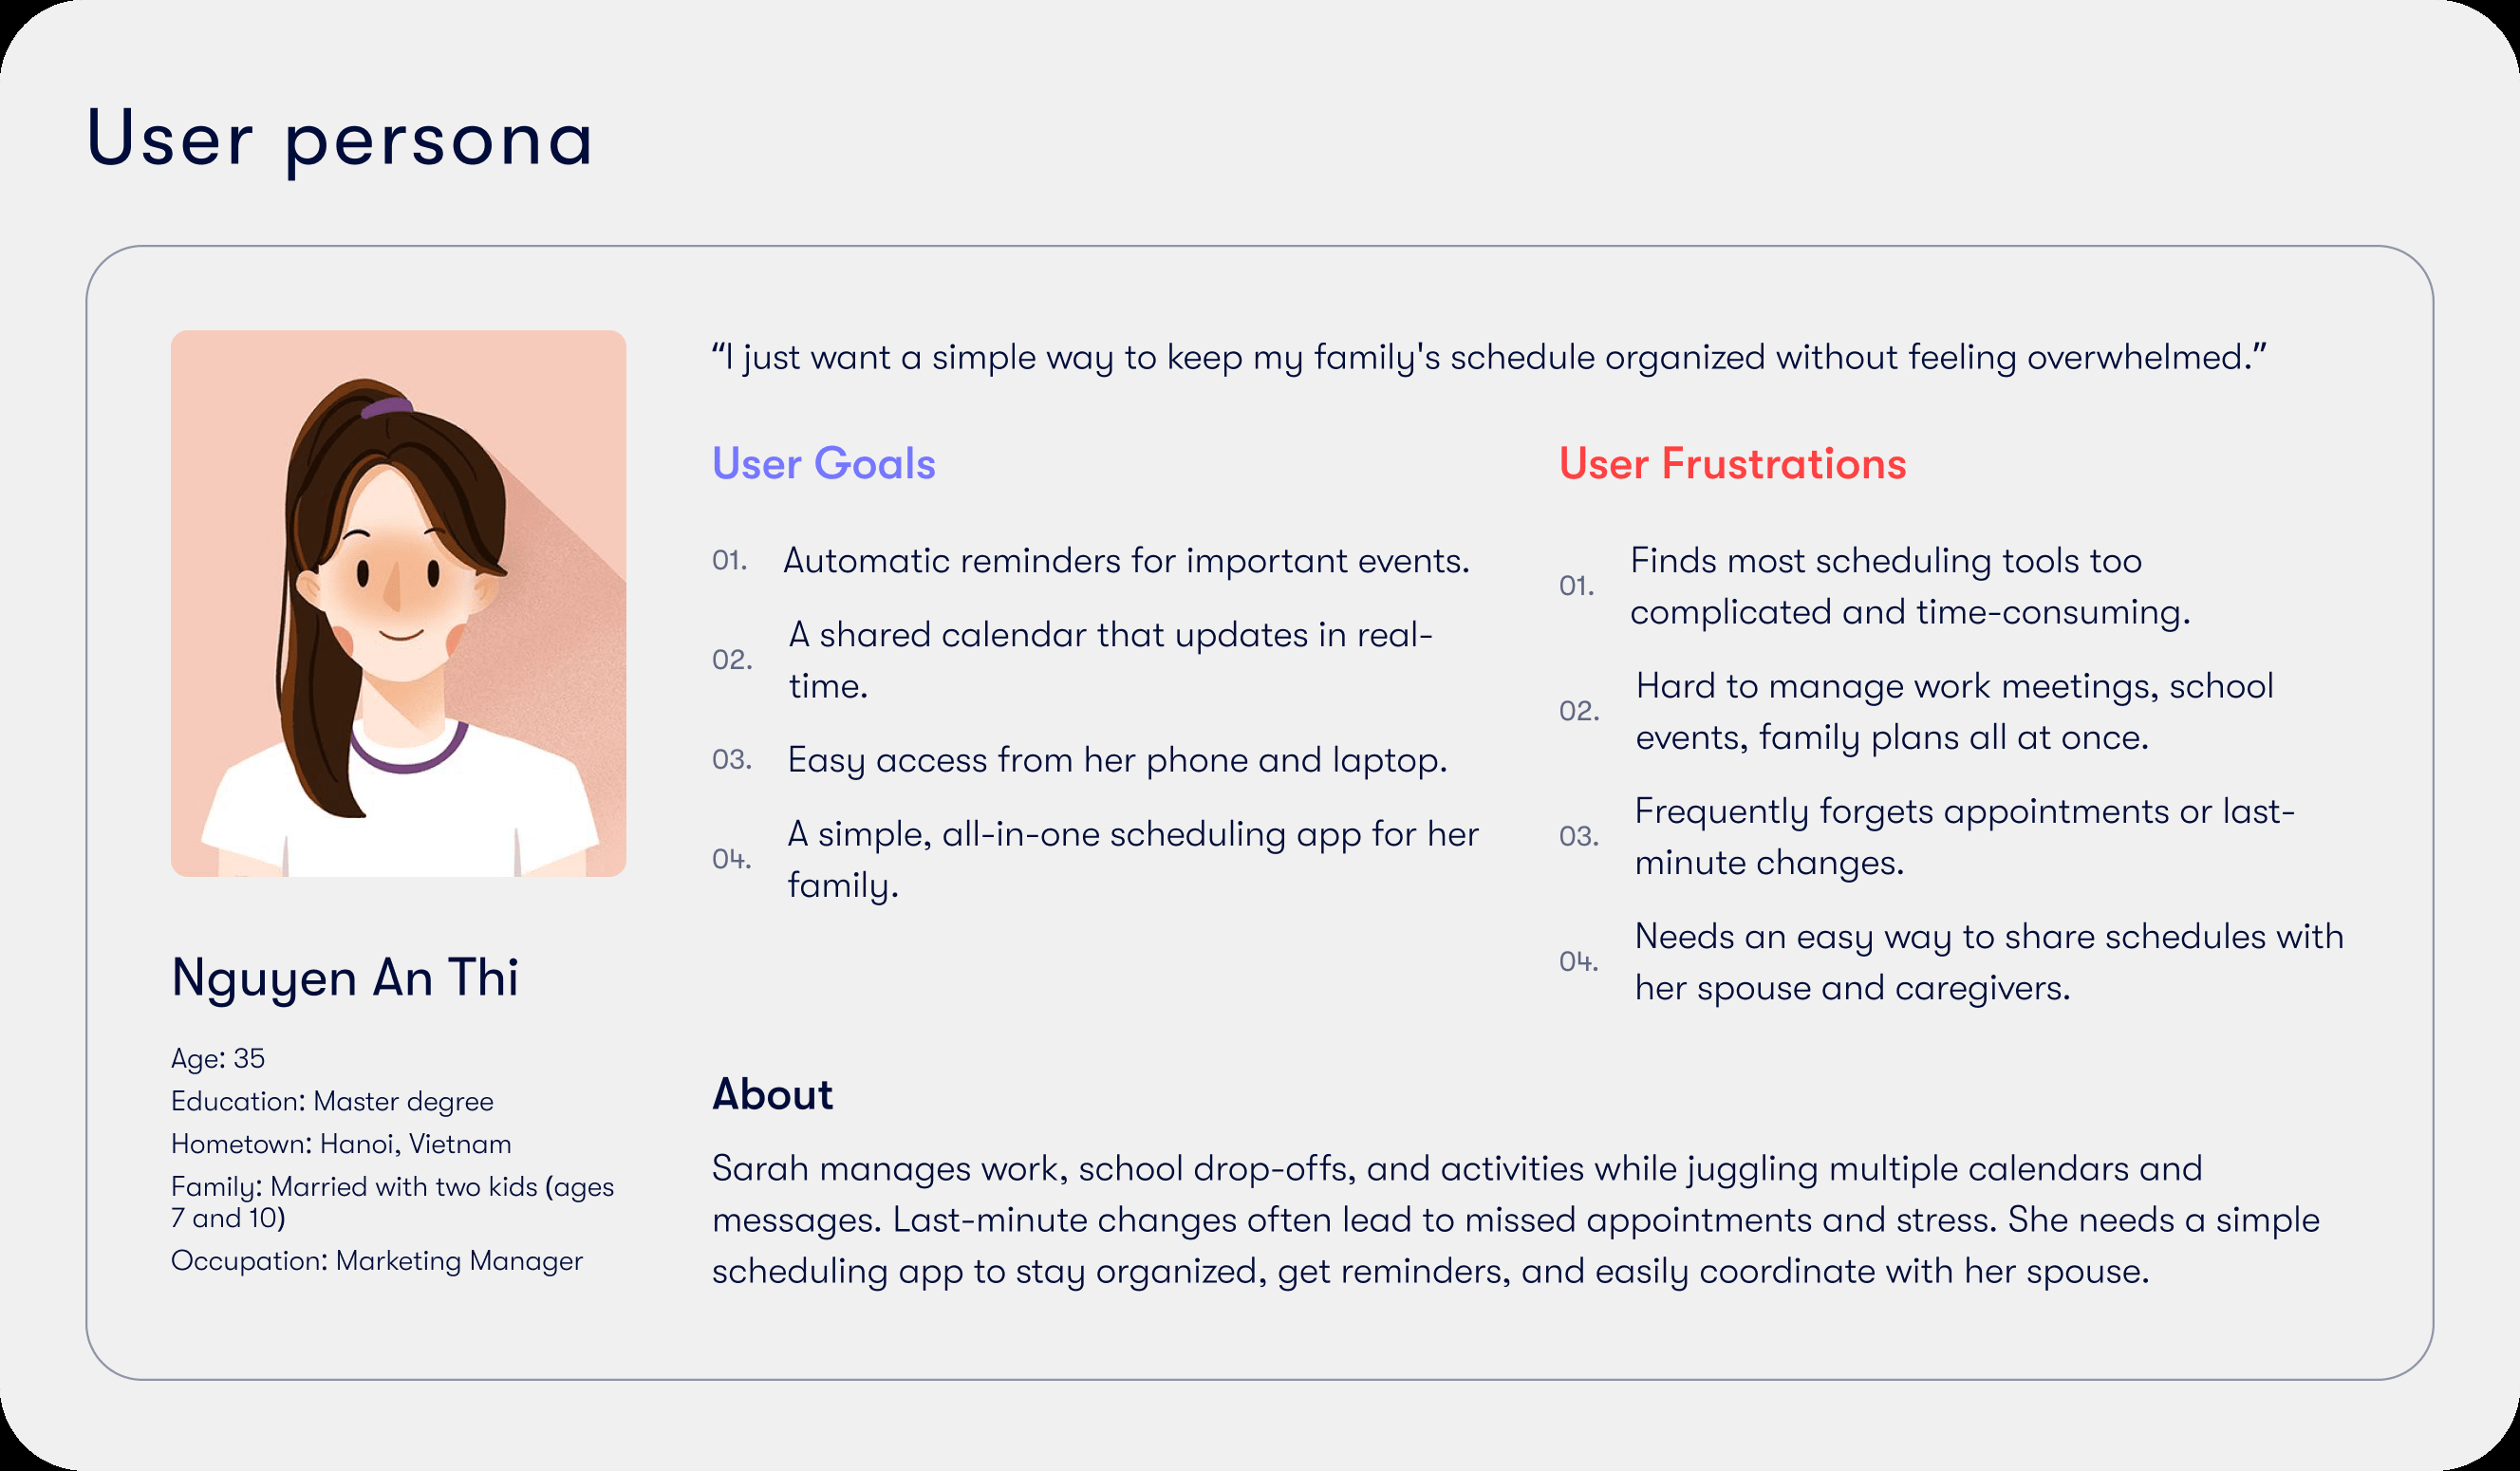 User persona
“I just want a simple way to keep my family's schedule organized without feeling overwhelmed.”
User Goals
01. Automatic reminders for important events.
02. A shared calendar that updates in real-
time.
03. Easy access from her phone and laptop.
04. A simple, all-in-one scheduling app for her
family.
User Frustrations
01. Finds most scheduling tools too
complicated and time-consuming.
02. Hard to manage work meetings, school
events, family plans all at once.
03. Frequently forgets appointments or last-
minute changes.
04. Needs an easy way to share schedules with
her spouse and caregivers.
Nguyen An Thi
Age: 35
Education: Master degree
Hometown: Hanoi, Vietnam
Family: Married with two kids (ages
7 and 10)
Occupation: Marketing Manager
About
Sarah manages work, school drop-offs, and activities while juggling multiple calendars and
messages. Last-minute changes often lead to missed appointments and stress. She needs a simple
scheduling app to stay organized, get reminders, and easily coordinate with her spouse.